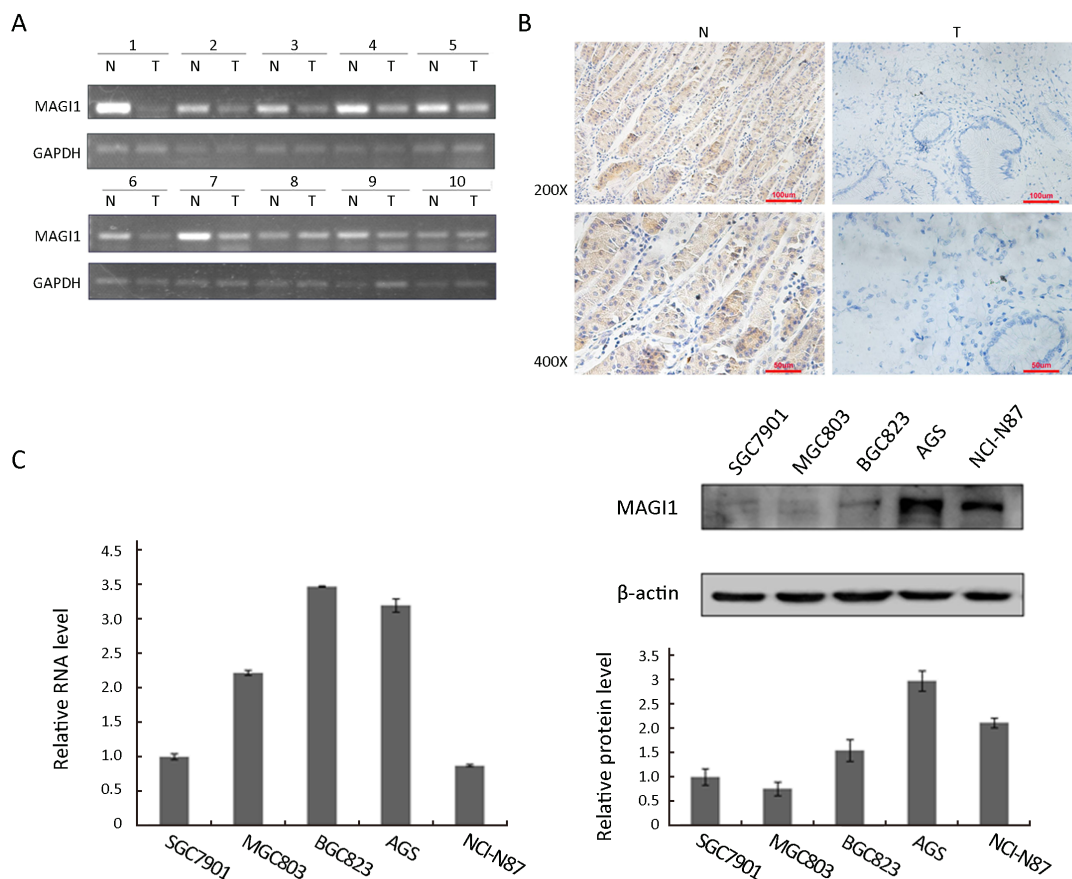 A
1 2 3 4 5
N T N T N T N T N T
MAGI1
GAPDH
6 7 8 9 10
N T N T N T N T N T
MAGI1
GAPDH
B
N T
200X
100um 100um
400X
50um 50um
C
Relative RNA level
4.5
3.5
3.5
3.0
2.5
2.0
1.5
1.0
0.5
0
SGC7901 MGC803 BGC823 AGS NCI-N87
SGC7901 MGC803 BGC823 AGS NCI-N87
MAGI1
β-actin
Relative protein level
3.5
3
2.5
2.0
1.5
1.0
0.5
0
SGC7901 MGC803 BGC823 AGS NCI-N87